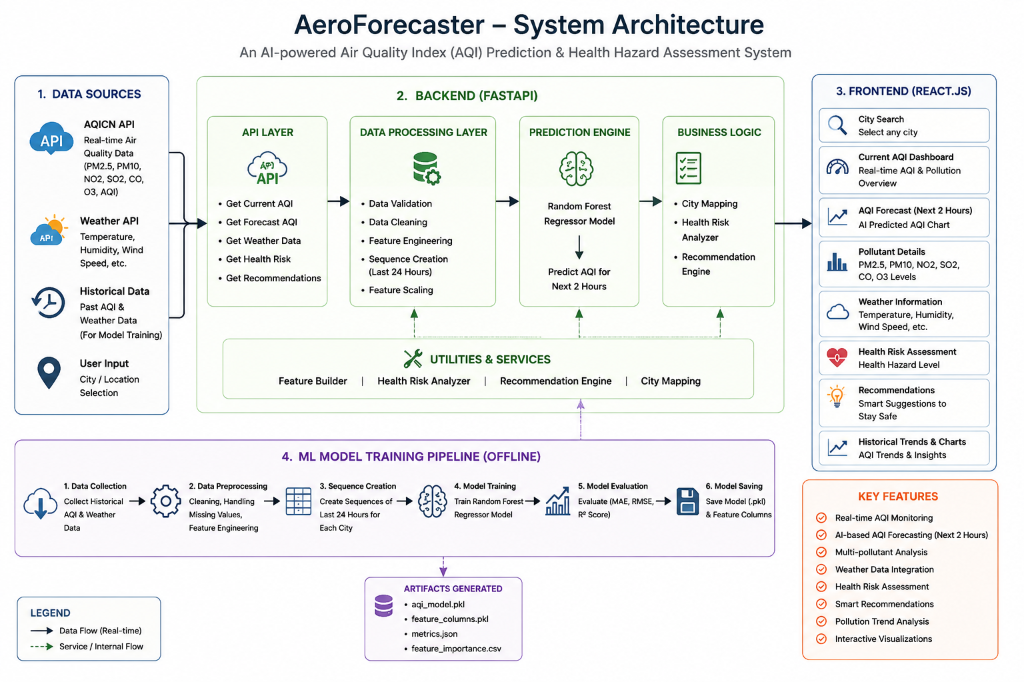 AeroForecaster – System Architecture
An AI-powered Air Quality Index (AQI) Prediction & Health Hazard Assessment System
1. DATA SOURCES
API
AQICN API
Real-time Air
Quality Data
(PM2.5, PM10,
NO2, SO2, CO,
O3, AQI)
API
Weather API
Temperature,
Humidity, Wind
Speed, etc.
Historical Data
Past AQI &
Weather Data
(For Model Training)
User Input
City / Location
Selection
2. BACKEND (FASTAPI)
API LAYER
API
API
• Get Current AQI
• Get Forecast AQI
• Get Weather Data
• Get Health Risk
• Get Recommendations
DATA PROCESSING LAYER
• Data Validation
• Data Cleaning
• Feature Engineering
• Sequence Creation
(Last 24 Hours)
• Feature Scaling
PREDICTION ENGINE
Random Forest
Regressor Model
Predict AQI for
Next 2 Hours
BUSINESS LOGIC
• City Mapping
• Health Risk
Analyzer
• Recommendation
Engine
UTILITIES & SERVICES
Feature Builder | Health Risk Analyzer | Recommendation Engine | City Mapping
3. FRONTEND (REACT.JS)
City Search
Select any city
Current AQI Dashboard
Real-time AQI & Pollution
Overview
AQI Forecast (Next 2 Hours)
AI Predicted AQI Chart
Pollutant Details
PM2.5, PM10, NO2, SO2,
CO, O3 Levels
Weather Information
Temperature, Humidity,
Wind Speed, etc.
Health Risk Assessment
Health Hazard Level
Recommendations
Smart Suggestions to
Stay Safe
Historical Trends & Charts
AQI Trends & Insights
4. ML MODEL TRAINING PIPELINE (OFFLINE)
1. Data Collection
Collect Historical
AQI & Weather
Data
2. Data Preprocessing
Cleaning, Handling
Missing Values,
Feature Engineering
3. Sequence Creation
Create Sequences of
Last 24 Hours for
Each City
4. Model Training
Train Random Forest
Regressor Model
5. Model Evaluation
Evaluate (MAE, RMSE,
R² Score)
6. Model Saving
Save Model (.pkl)
& Feature Columns
KEY FEATURES
Real-time AQI Monitoring
AI-based AQI Forecasting (Next 2 Hours)
Multi-pollutant Analysis
Weather Data Integration
Health Risk Assessment
Smart Recommendations
Pollution Trend Analysis
Interactive Visualizations
ARTIFACTS GENERATED
• aqi_model.pkl
• feature_columns.pkl
• metrics.json
• feature_importance.csv
LEGEND
Data Flow (Real-time)
Service / Internal Flow